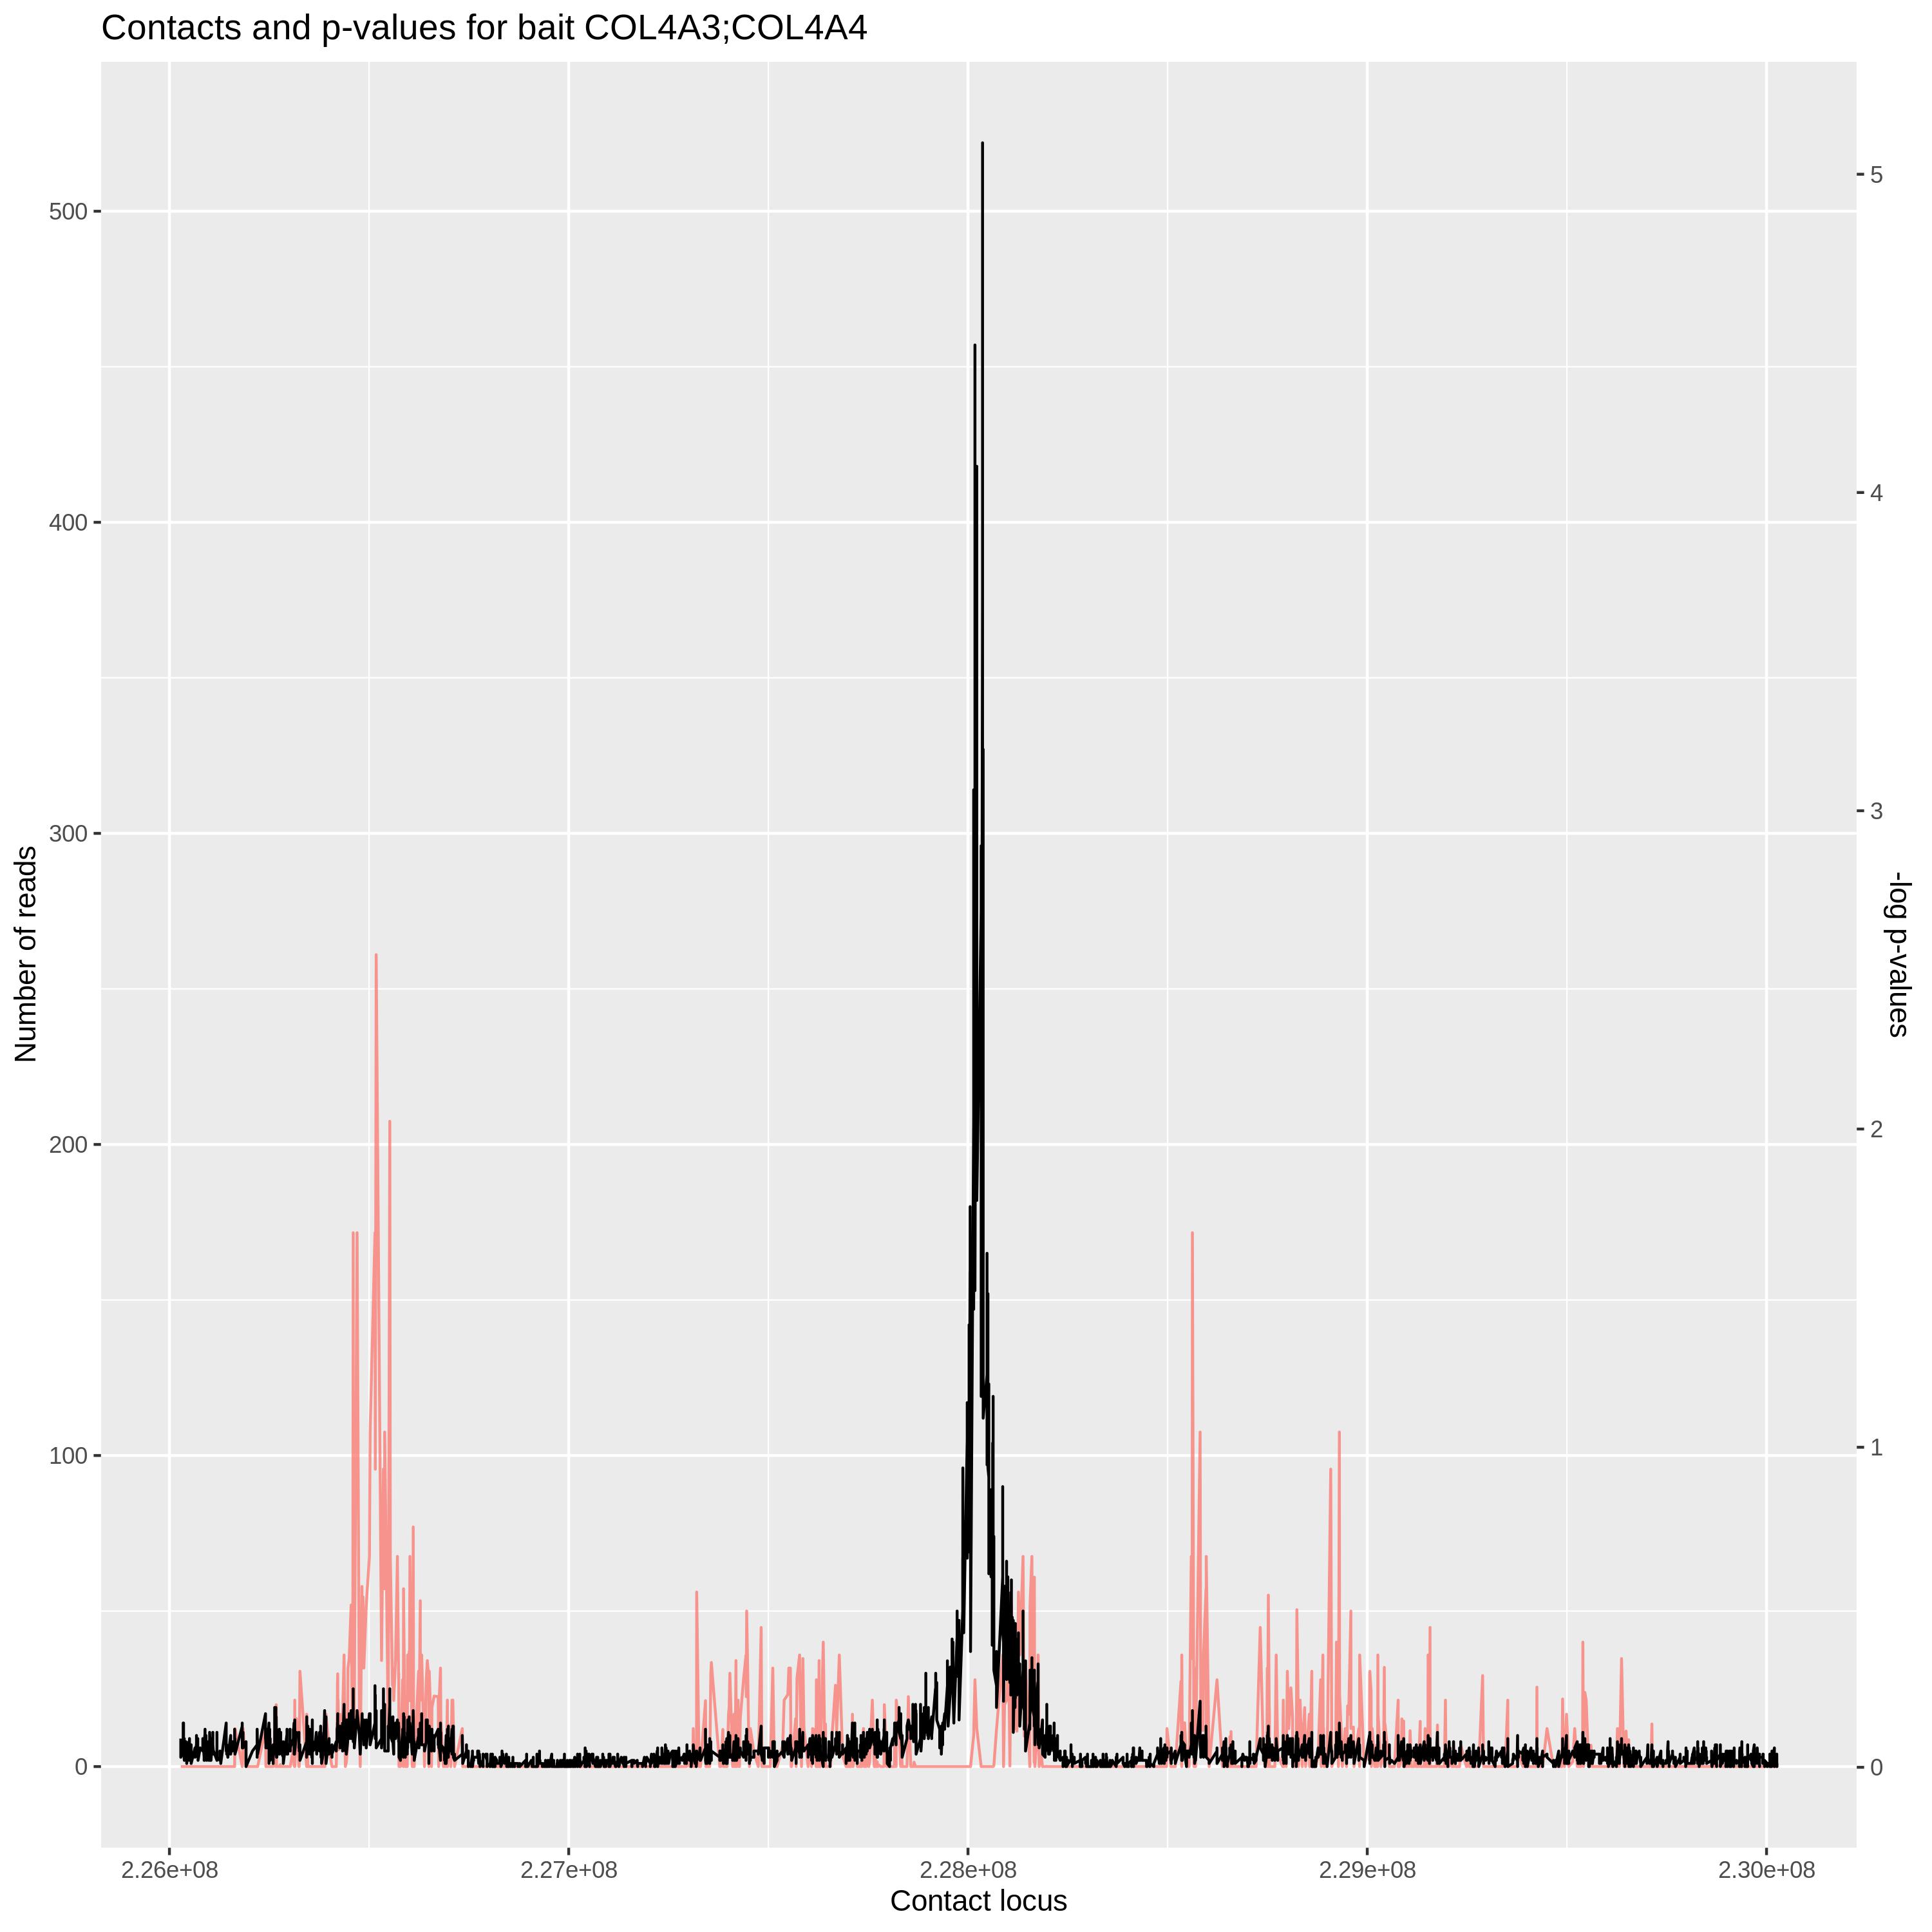 Contacts and p-values for bait COL4A3;COL4A4
Number of reads
500
400
300
200
100
0
5
4
3
2
1
0
-log p-values
2.26e+08
2.27e+08
2.28e+08
2.29e+08
2.30e+08
Contact locus